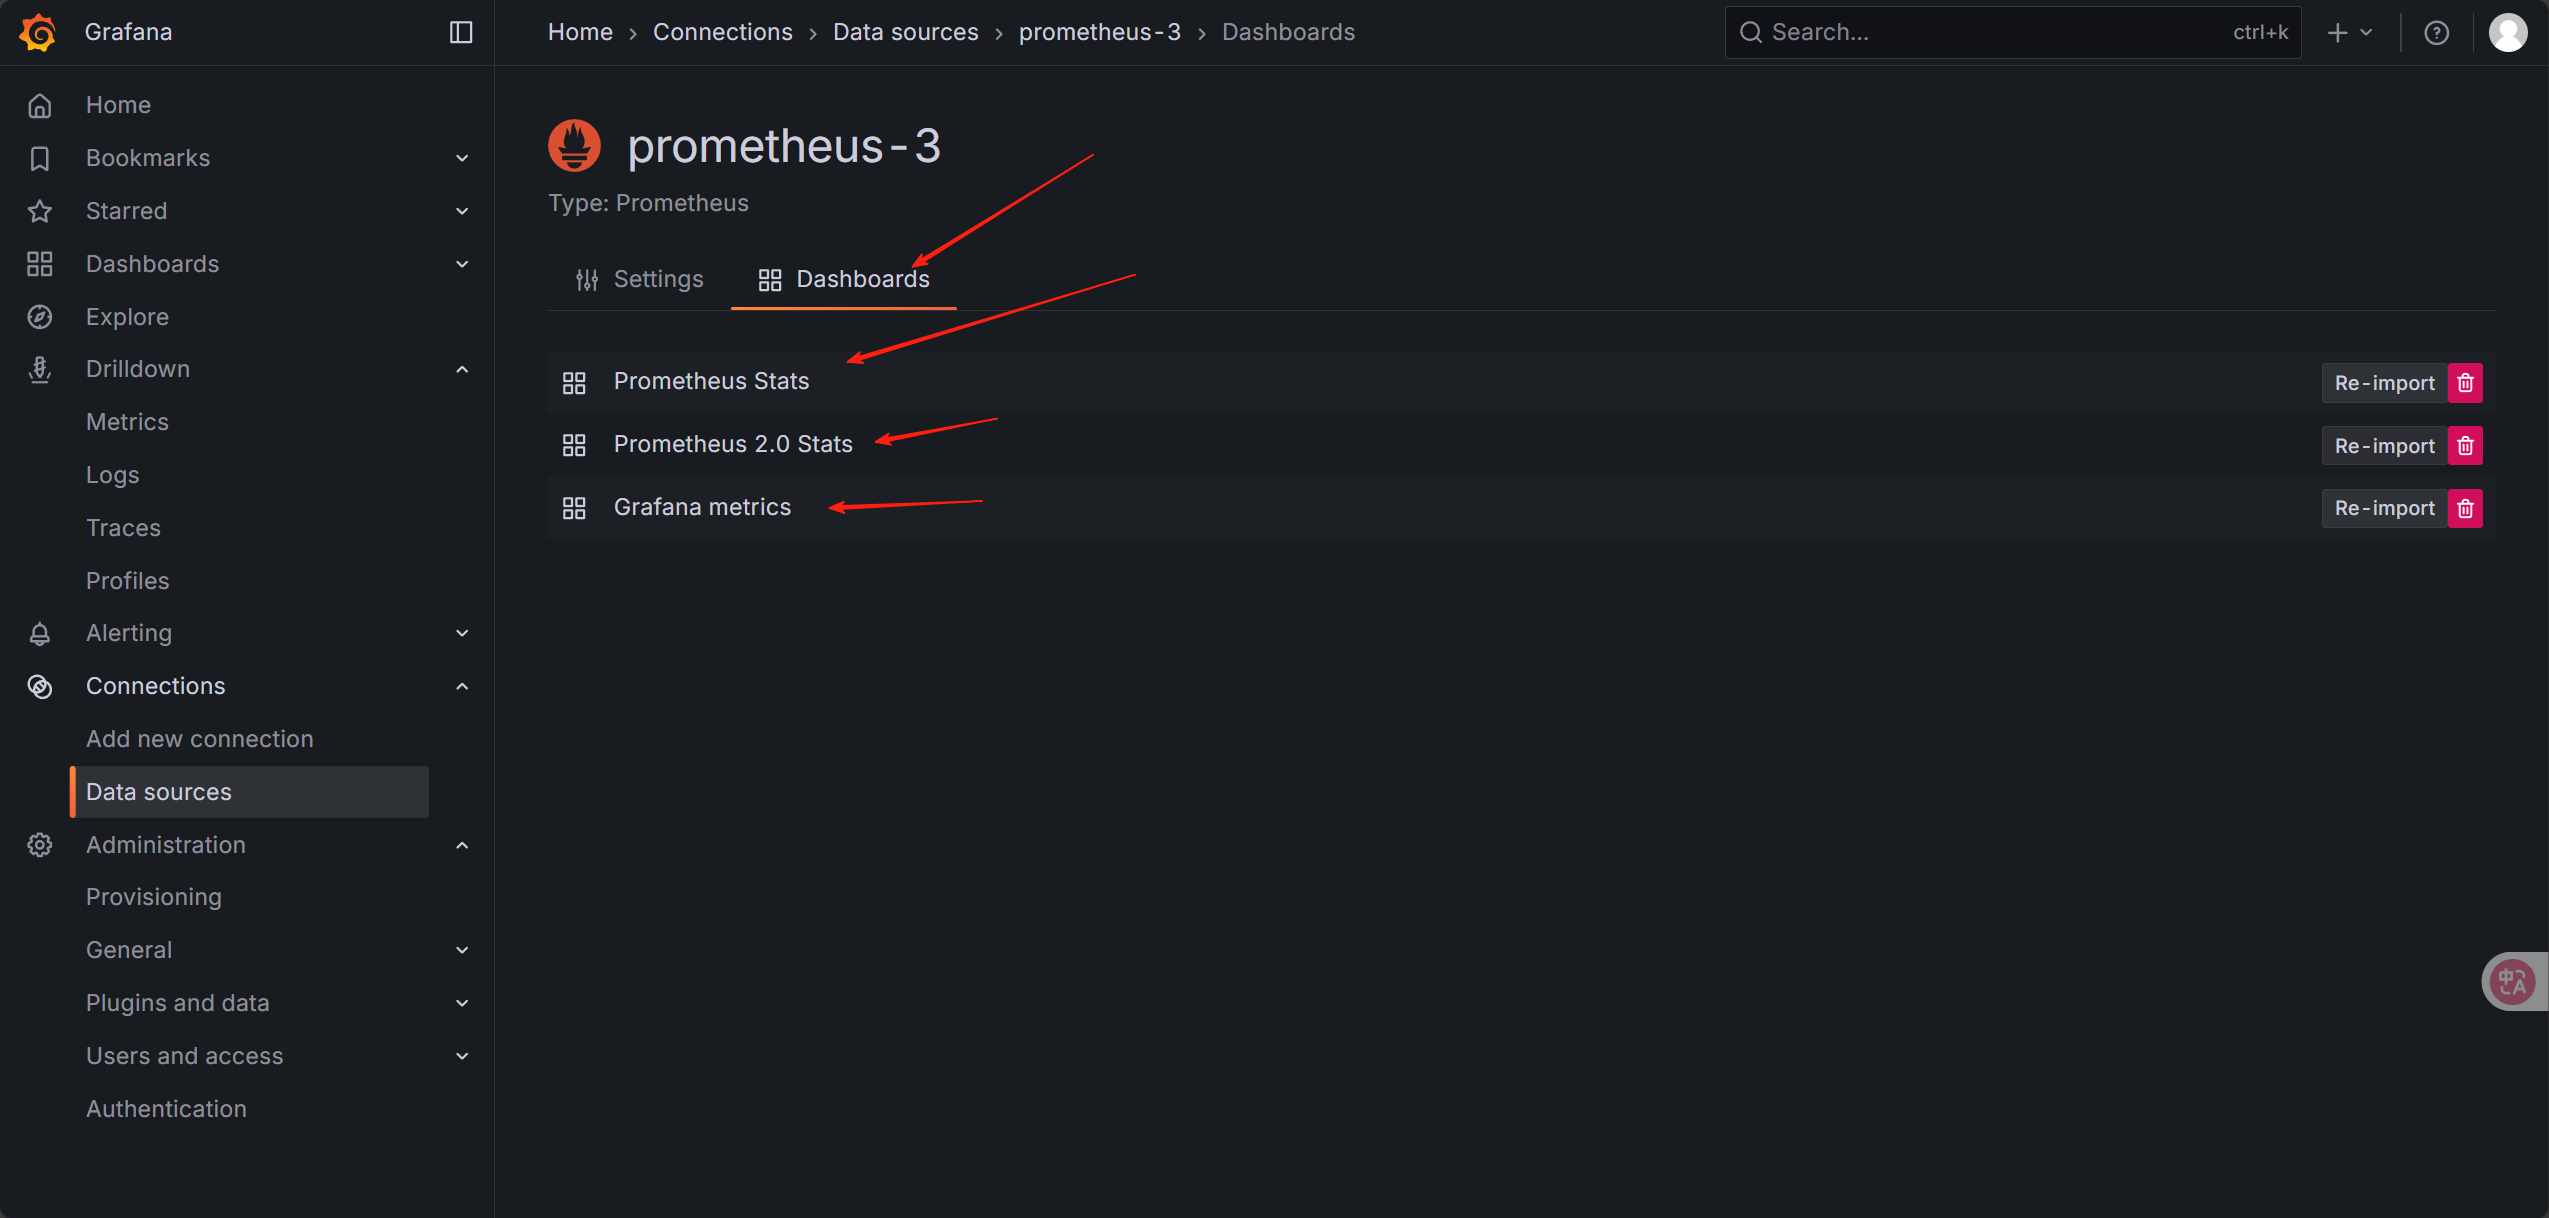 Grafana
Home › Connections › Data sources › prometheus-3 › Dashboards
Search...
ctrl+k
Home
Bookmarks
Starred
Dashboards
Explore
Drilldown
Metrics
Logs
Traces
Profiles
Alerting
Connections
Add new connection
Data sources
Administration
Provisioning
General
Plugins and data
Users and access
Authentication
prometheus-3
Type: Prometheus
Settings
Dashboards
Prometheus Stats
Re-import
Prometheus 2.0 Stats
Re-import
Grafana metrics
Re-import
中 A